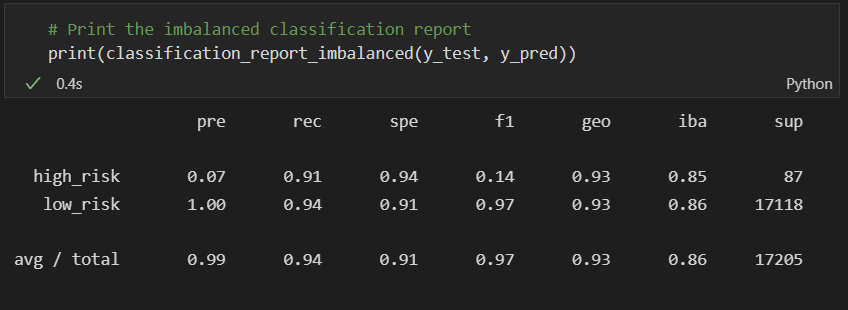 # Print the imbalanced classification report
print(classification_report_imbalanced(y_test, y_pred))
0.4s Python
pre rec spe f1 geo iba sup
high_risk 0.07 0.91 0.94 0.14 0.93 0.85 87
low_risk 1.00 0.94 0.91 0.97 0.93 0.86 17118
avg / total 0.99 0.94 0.91 0.97 0.93 0.86 17205